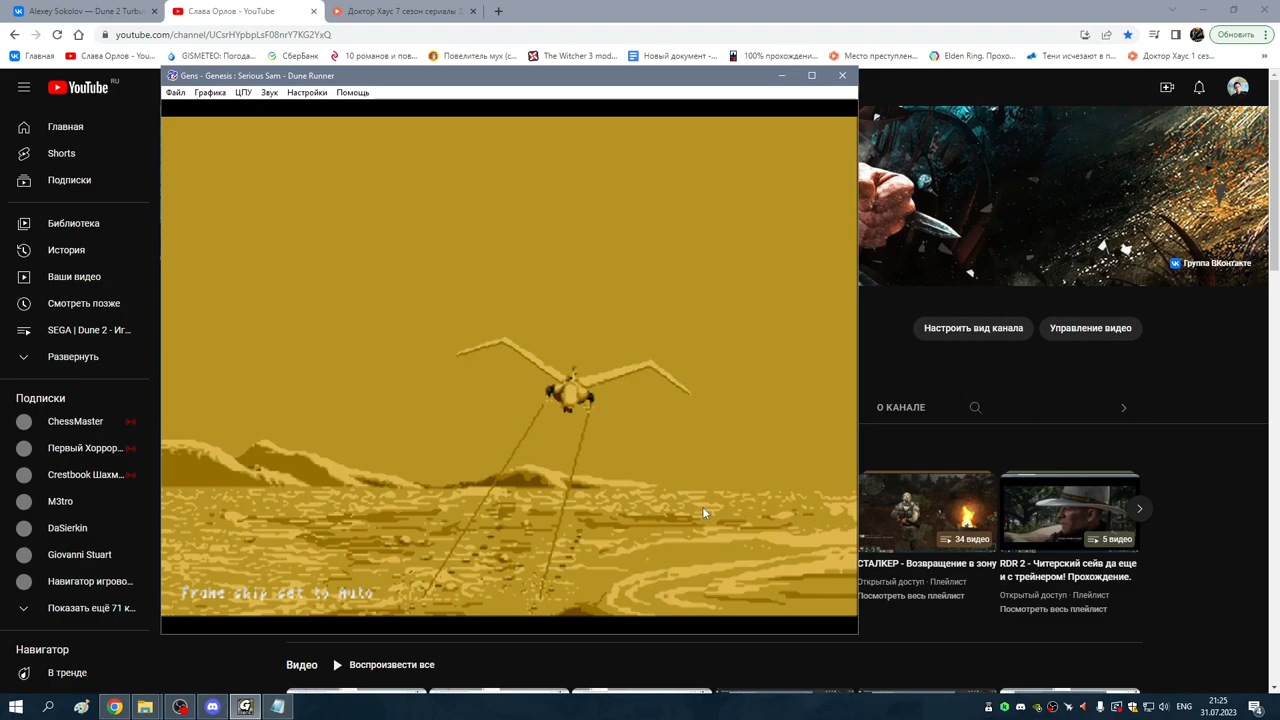 Alexey Sokolov — Dune 2 Turbu
Слава Орлов - YouTube
Доктор Хаус 7 сезон сериалы З
youtube.com/channel/UCsrHYpbpLsF08nrY7KG2YxQ
Обновить
Главная
Слава Орлов - You...
GISMETEO: Погода...
СберБанк
10 романов и пов...
Повелитель мух (с...
The Witcher 3 mod...
Новый документ -...
100% прохождени...
Место преступлен...
Elden Ring. Прохо...
Тени исчезают в п...
Доктор Хаус 1 сез...
Gens - Genesis : Serious Sam - Dune Runner
Файл
Графика
ЦПУ
Звук
Настройки
Помощь
YouTube
RU
Главная
Shorts
Подписки
Библиотека
История
Ваши видео
Смотреть позже
SEGA | Dune 2 - Иг...
Развернуть
Подписки
ChessMaster
Первый Хоррор...
Crestbook Шахм...
M3tro
DaSierkin
Giovanni Stuart
Навигатор игрово...
Показать ещё 71 к...
Навигатор
В тренде
Frame skip set to Auto
Группа ВКонтакте
Настроить вид канала
Управление видео
О КАНАЛЕ
34 видео
5 видео
СТАЛКЕР - Возвращение в зону
Открытый доступ · Плейлист
Посмотреть весь плейлист
RDR 2 - Читерский сейв да еще
и с трейнером! Прохождение.
Открытый доступ · Плейлист
Посмотреть весь плейлист
Видео
Воспроизвести все
ENG
21:25
31.07.2023
4